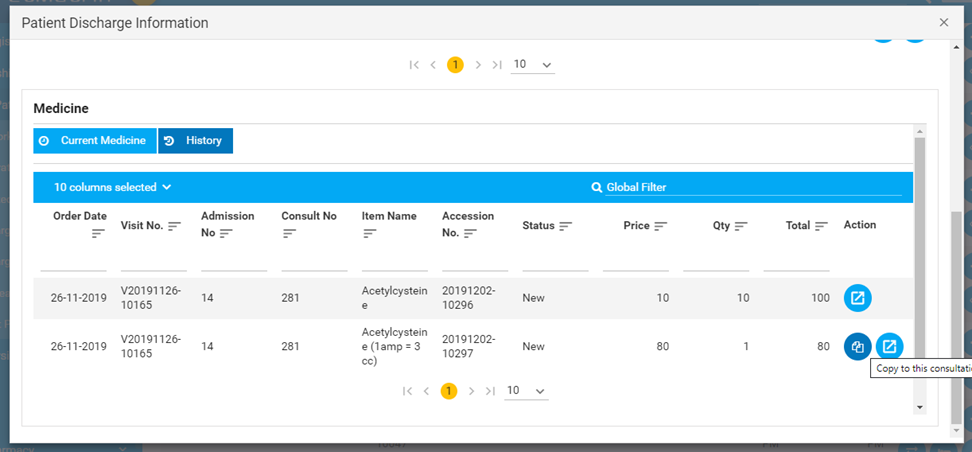 Patient Discharge Information
1
10
Medicine
Current Medicine History
10 columns selected Global Filter
Order Date Visit No. Admission No Consult No Item Name Accession No. Status Price Qty Total Action
26-11-2019 V20191126-10165 14 281 Acetylcysteine 20191202-10296 New 10 10 100
26-11-2019 V20191126-10165 14 281 Acetylcysteine (1amp = 3 cc) 20191202-10297 New 80 1 80
Copy to this consultati
1
10